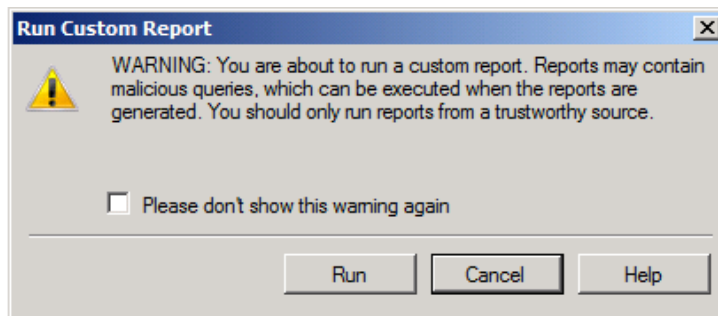 Run Custom Report
WARNING: You are about to run a custom report. Reports may contain
malicious queries, which can be executed when the reports are
generated. You should only run reports from a trustworthy source.
Please don't show this warning again
Run Cancel Help